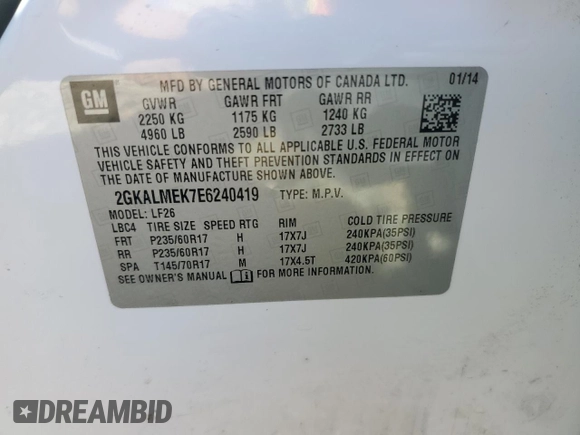 GM
MFD BY GENERAL MOTORS OF CANADA LTD. 01/14
GVWR GAWR FRT GAWR RR
2250 KG 1175 KG 1240 KG
4960 LB 2590 LB 2733 LB
THIS VEHICLE CONFORMS TO ALL APPLICABLE U.S. FEDERAL MOTOR
VEHICLE SAFETY AND THEFT PREVENTION STANDARDS IN EFFECT ON
THE DATE OF MANUFACTURE SHOWN ABOVE.
2GKALMEK7E6240419 TYPE: M.P.V.
MODEL: LF26
LBC4 TIRE SIZE SPEED RTG RIM COLD TIRE PRESSURE
FRT P235/60R17 H 17X7J 240KPA(35PSI)
RR P235/60R17 H 17X7J 240KPA(35PSI)
SPA T145/70R17 M 17X4.5T 420KPA(60PSI)
SEE OWNER'S MANUAL FOR MORE INFORMATION.
DREAMBID